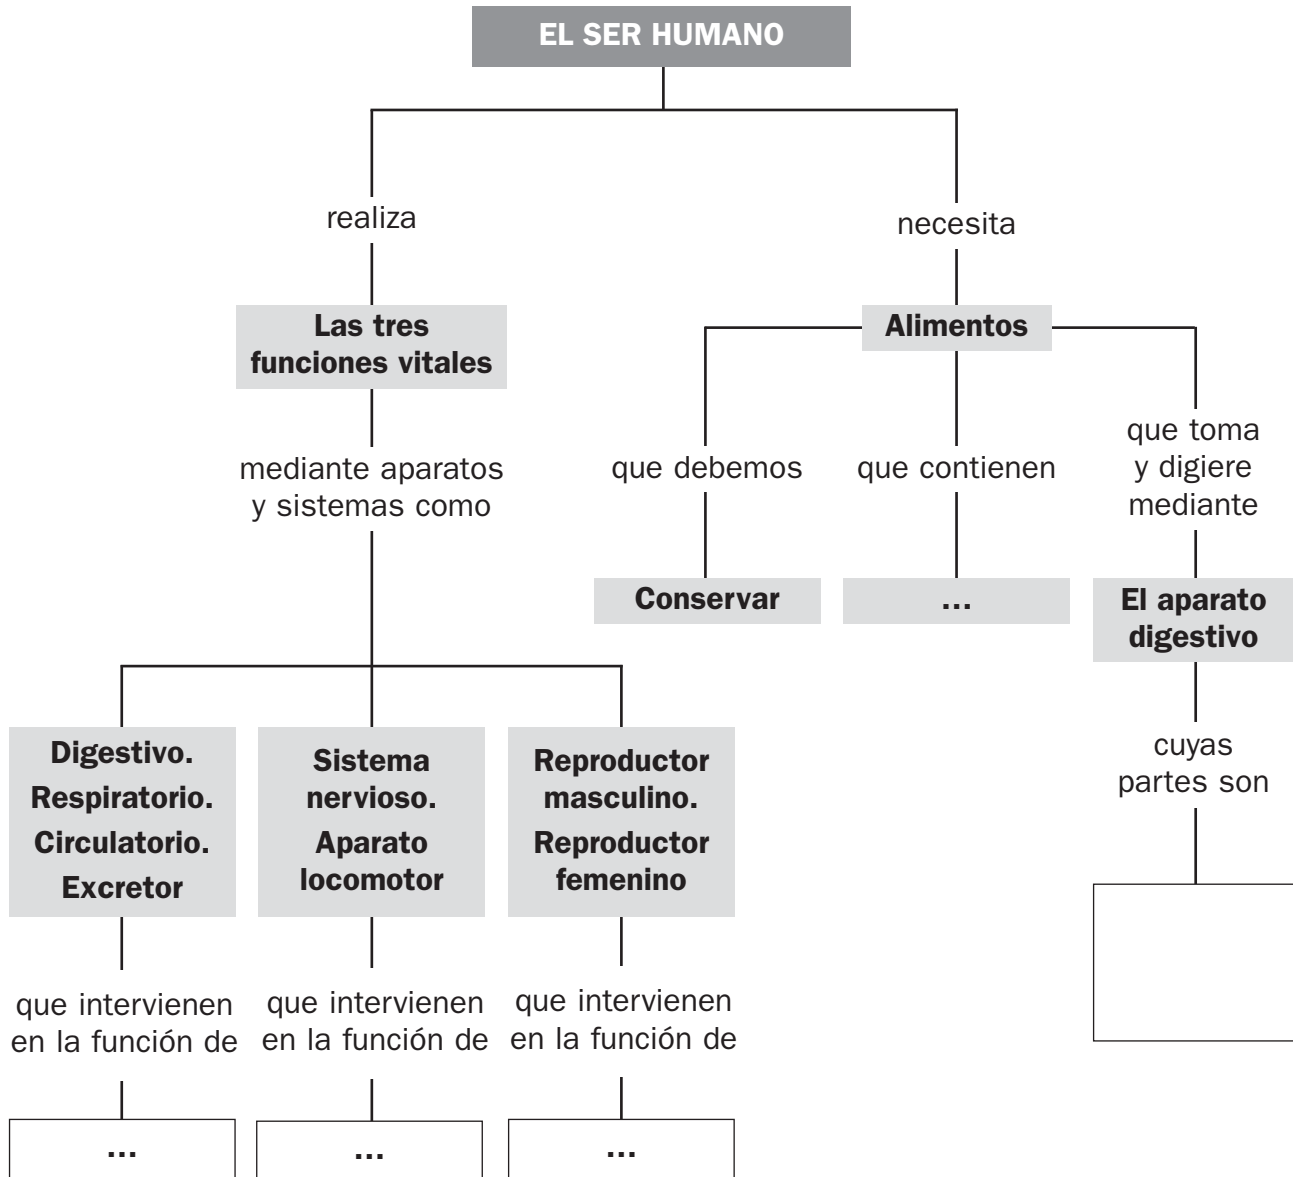 EL SER HUMANO
realiza
necesita
Las tres
funciones vitales
Alimentos
mediante aparatos
y sistemas como
que debemos
que contienen
que toma
y digiere
mediante
Conservar
...
El aparato
digestivo
Digestivo.
Respiratorio.
Circulatorio.
Excretor
Sistema
nervioso.
Aparato
locomotor
Reproductor
masculino.
Reproductor
femenino
cuyas
partes son
que intervienen
en la función de
que intervienen
en la función de
que intervienen
en la función de
...
...
...